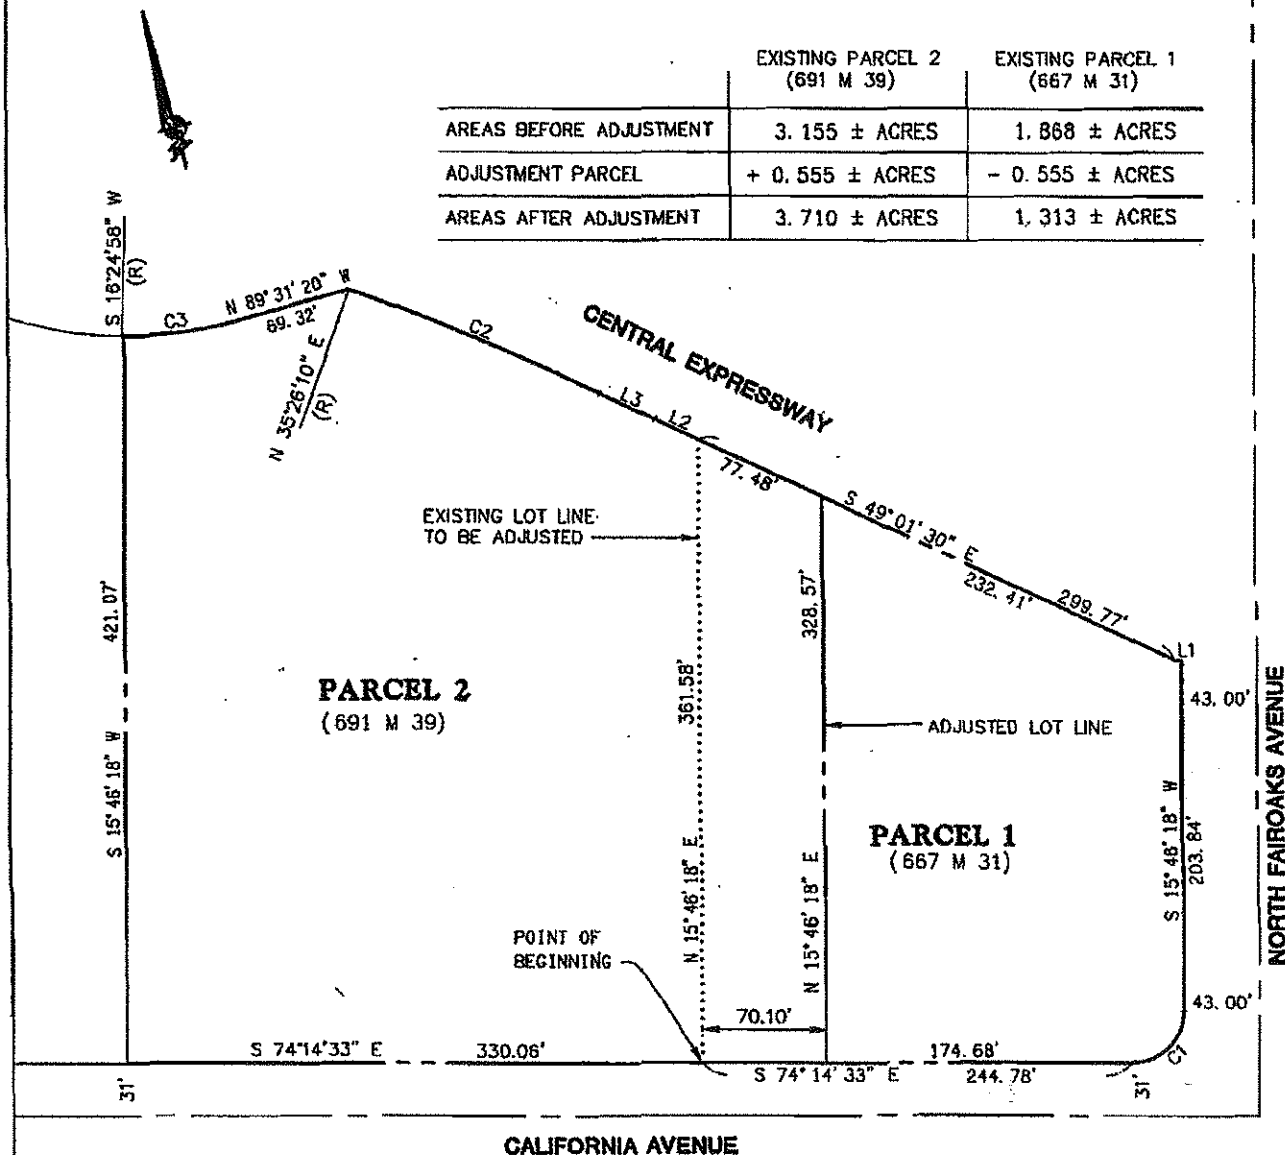 EXISTING PARCEL 2 EXISTING PARCEL 1
(691 M 39) (667 M 31)
AREAS BEFORE ADJUSTMENT 3.155 ± ACRES 1.868 ± ACRES
ADJUSTMENT PARCEL + 0.555 ± ACRES - 0.555 ± ACRES
AREAS AFTER ADJUSTMENT 3.710 ± ACRES 1.313 ± ACRES
S 16°24'58" W
(R)
C3
N 89°31'20" W
69.32'
N 35°26'10" E
(R)
C2
CENTRAL EXPRESSWAY
L3
L2
77.48'
S 49°01'30" E
232.41'
299.77'
L1
EXISTING LOT LINE
TO BE ADJUSTED
421.07'
S 15°46'18" W
PARCEL 2
(691 M 39)
361.58'
N 15°46'18" E
328.57'
N 15°46'18" E
ADJUSTED LOT LINE
PARCEL 1
(667 M 31)
43.00'
S 15°46'18" W
203.84'
43.00'
NORTH FAIROAKS AVENUE
POINT OF
BEGINNING
70.10'
S 74°14'33" E
330.06'
174.68'
S 74°14'33" E
244.78'
C1
31'
31'
CALIFORNIA AVENUE